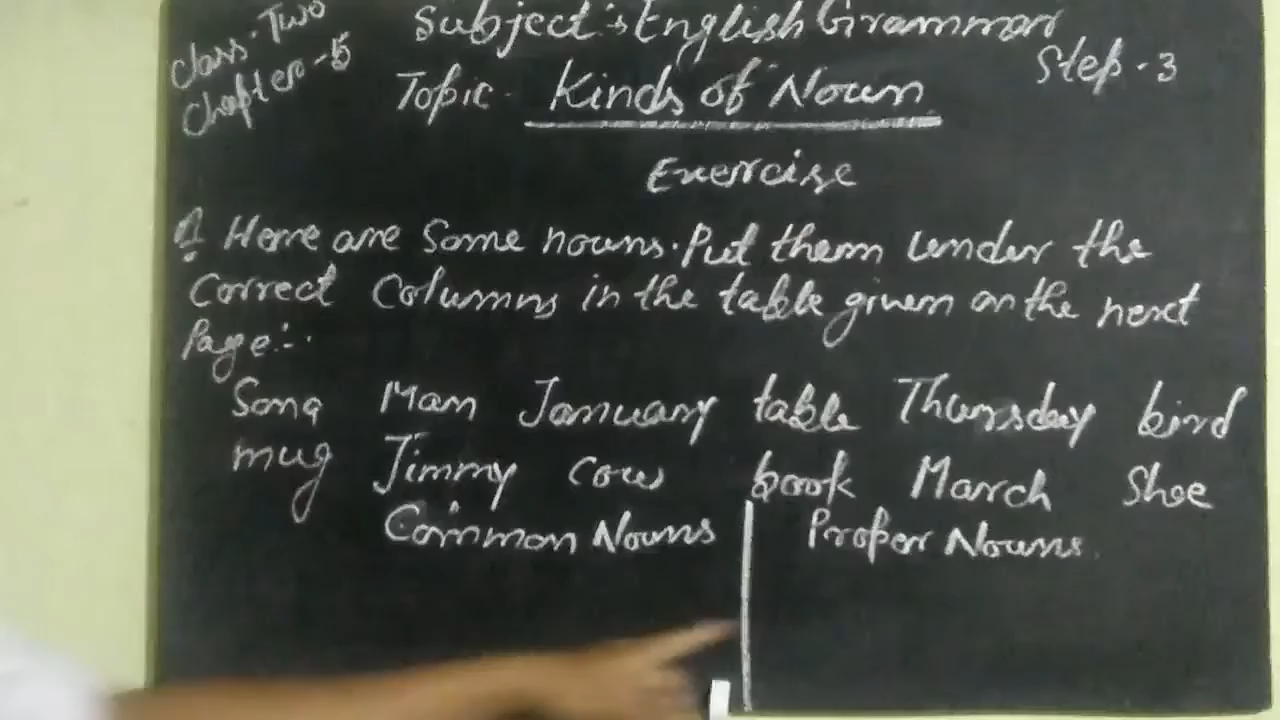 Class - Two
Chapter - 5
Subject :- English Grammar
Step - 3
Topic - Kinds of Noun
Exercise
Q1 Here are some nouns. Put them under the
correct columns in the table given on the next
Page :-
Song Man January table Thursday bird
mug Jimmy cow book March Shoe
Common Nouns Proper Nouns